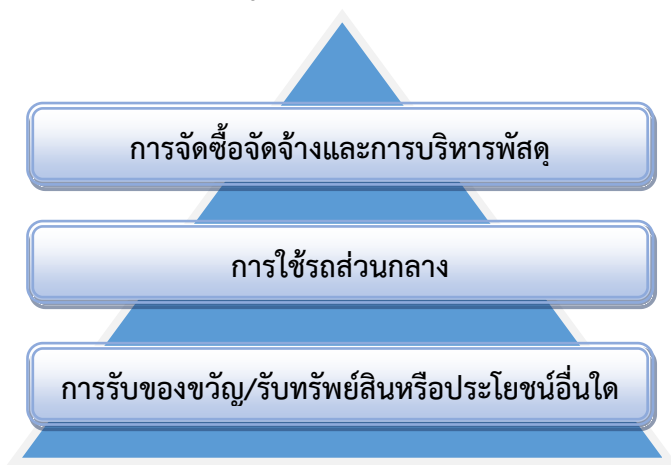 การจัดซื้อจัดจ้างและการบริหารพัสดุ
การใช้รถส่วนกลาง
การรับของขวัญ/รับทรัพย์สินหรือประโยชน์อื่นใด